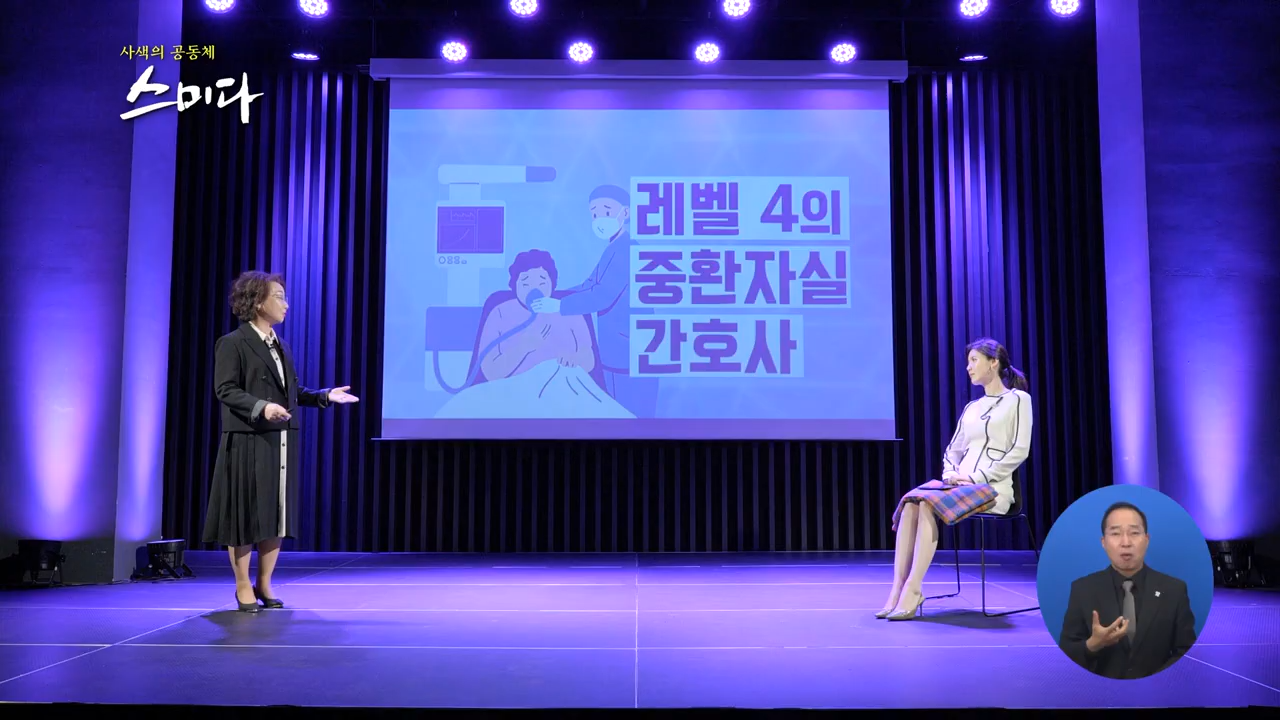 사색의 공동체
스미다
레벨 4의
중환자실
간호사